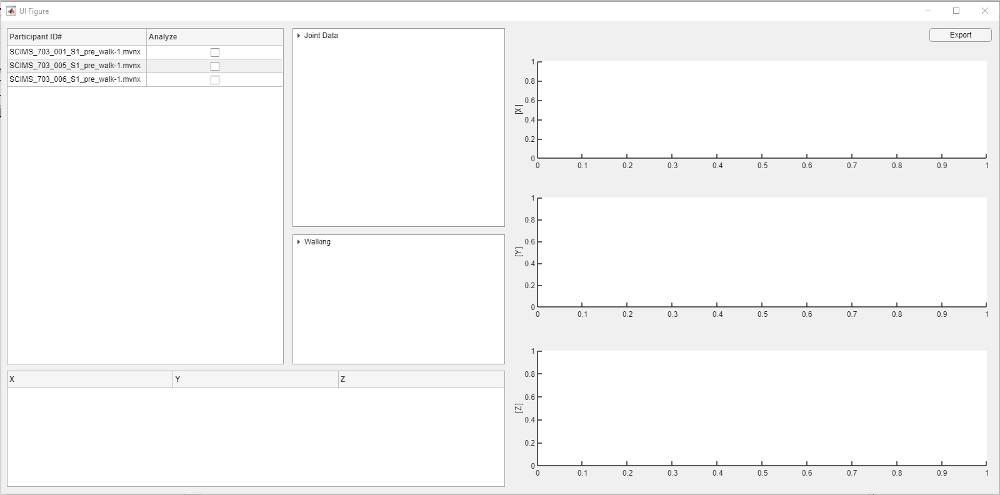 UI Figure
Participant ID# Analyze
SCIMS_703_001_S1_pre_walk-1.mvnx
SCIMS_703_005_S1_pre_walk-1.mvnx
SCIMS_703_006_S1_pre_walk-1.mvnx
Joint Data
Walking
X Y Z
Export
1
0.8
0.6
[X]
0.4
0.2
0
0 0.1 0.2 0.3 0.4 0.5 0.6 0.7 0.8 0.9 1
1
0.8
0.6
[Y]
0.4
0.2
0
0 0.1 0.2 0.3 0.4 0.5 0.6 0.7 0.8 0.9 1
1
0.8
0.6
[Z]
0.4
0.2
0
0 0.1 0.2 0.3 0.4 0.5 0.6 0.7 0.8 0.9 1